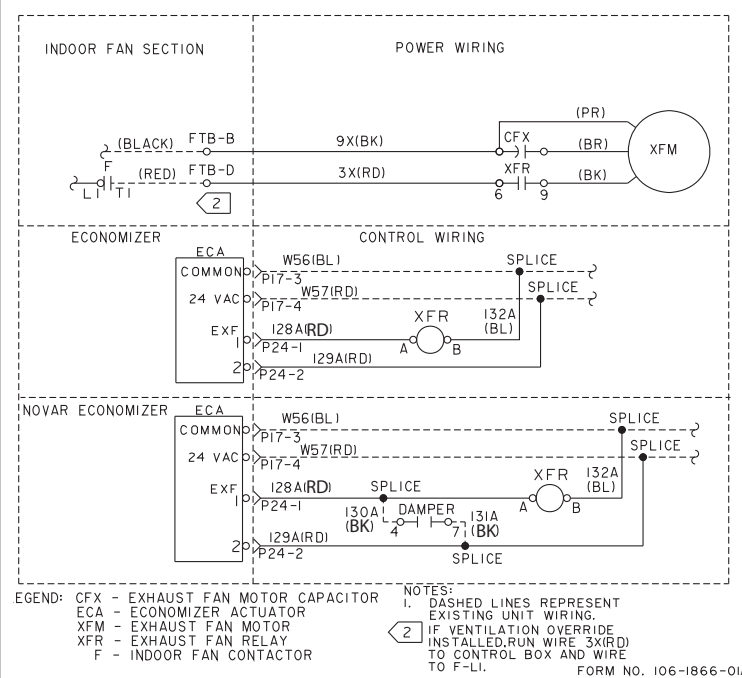 INDOOR FAN SECTION
POWER WIRING
(PR)
(BLACK) FTB-B 9X(BK) CFX (BR) XFM
F (RED) FTB-D 3X(RD) XFR (BK)
L1 T1 6 9
2
ECONOMIZER CONTROL WIRING
ECA W56(BL) SPLICE
COMMON P17-3
W57(RD) SPLICE
24 VAC P17-4
XFR 132A
(BL)
EXF 128A(RD)
1 P24-1 A B
129A(RD)
2 P24-2
NOVAR ECONOMIZER ECA
W56(BL) SPLICE
COMMON P17-3
W57(RD) SPLICE
24 VAC P17-4
XFR 132A
(BL)
EXF 128A(RD) SPLICE
1 P24-1 A B
130A DAMPER 131A
(BK) 4 7 (BK)
129A(RD)
2 P24-2
SPLICE
EGEND: CFX - EXHAUST FAN MOTOR CAPACITOR
ECA - ECONOMIZER ACTUATOR
XFM - EXHAUST FAN MOTOR
XFR - EXHAUST FAN RELAY
F - INDOOR FAN CONTACTOR
NOTES:
1. DASHED LINES REPRESENT
EXISTING UNIT WIRING.
2 IF VENTILATION OVERRIDE
INSTALLED,RUN WIRE 3X(RD)
TO CONTROL BOX AND WIRE
TO F-L1.
FORM NO. 106-1866-01